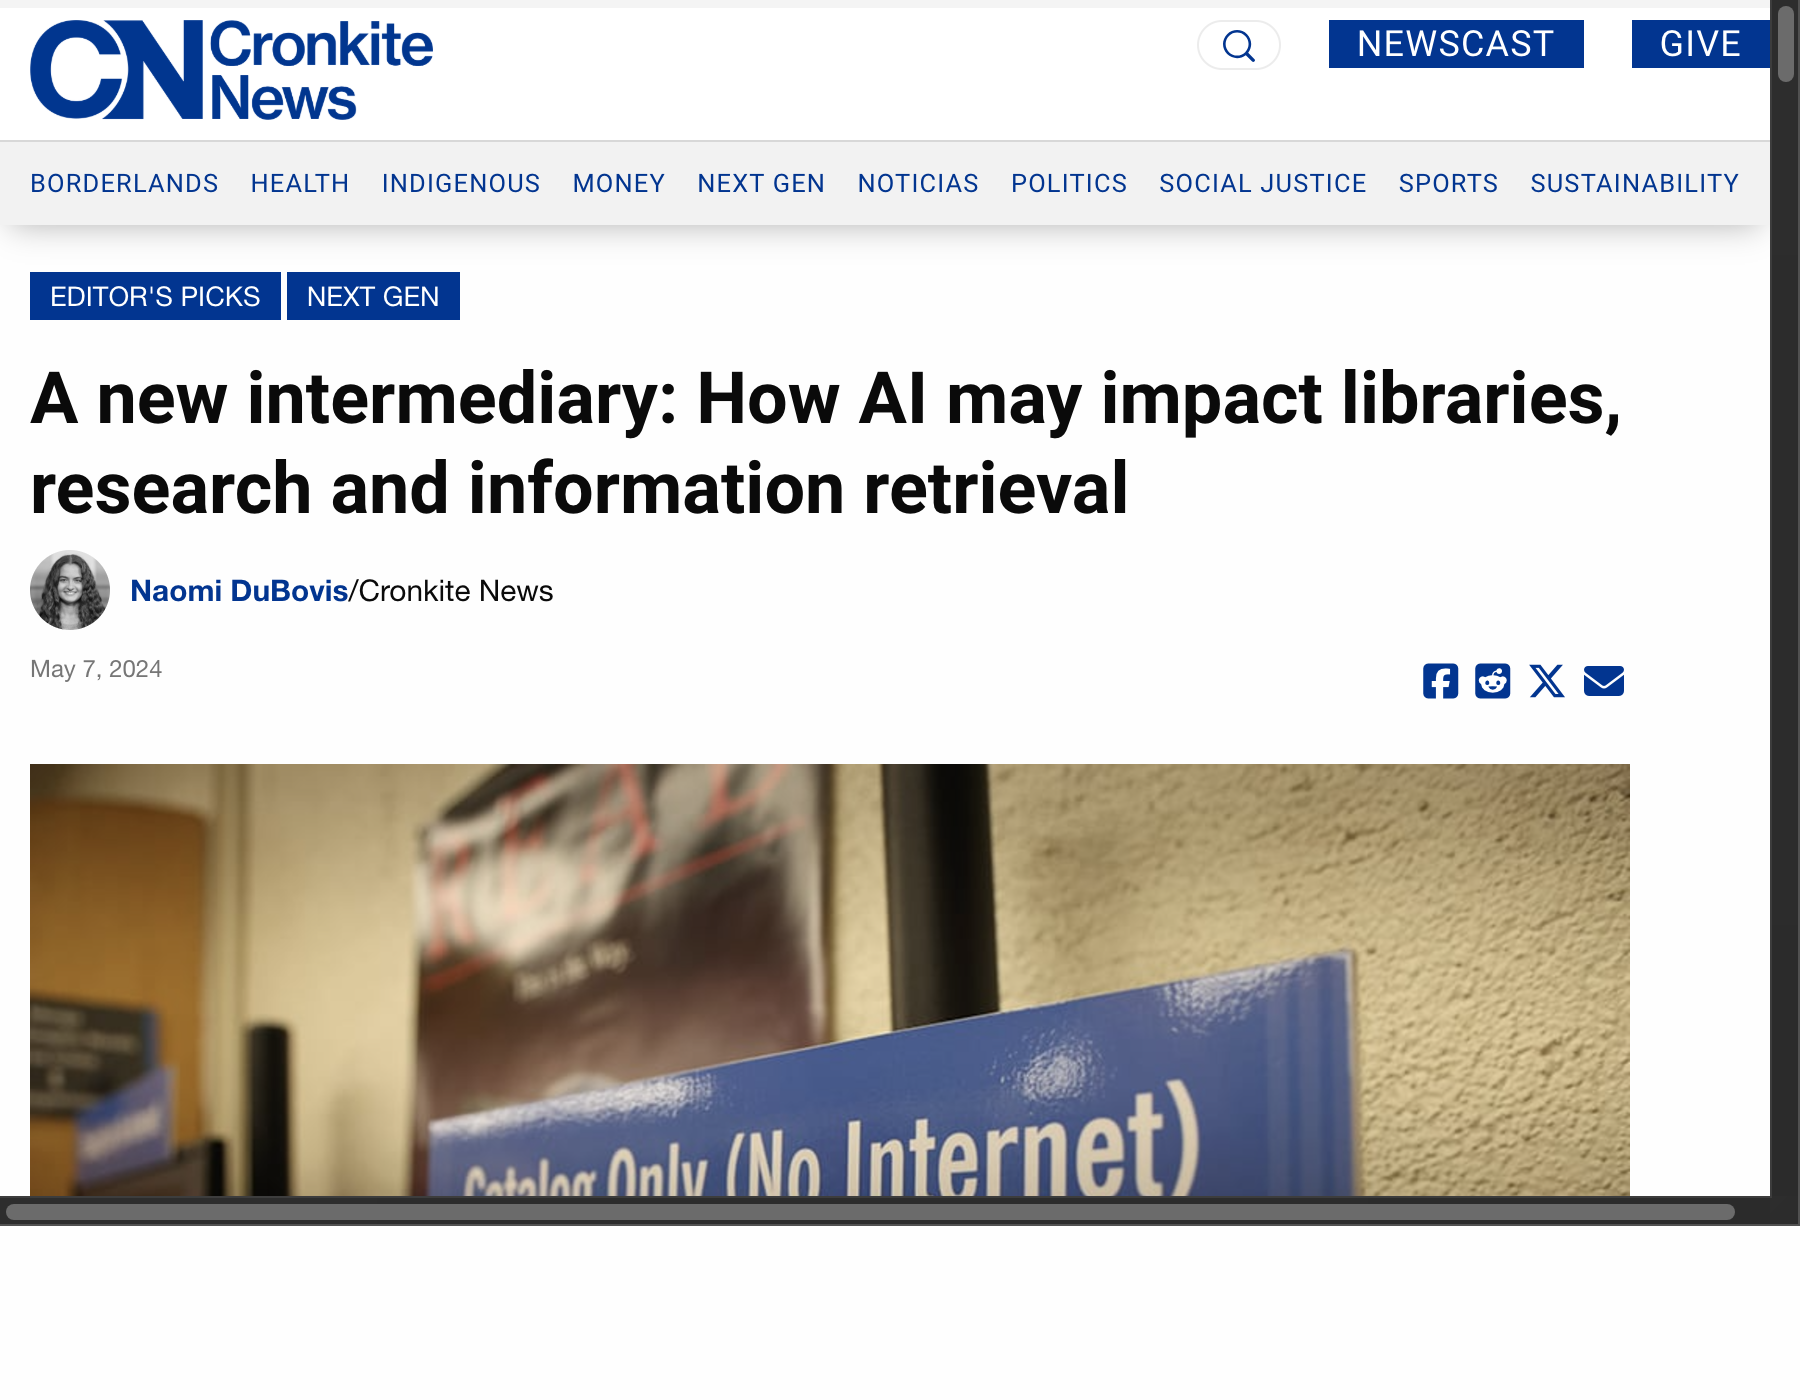 CN Cronkite
News
NEWSCAST
GIVE
BORDERLANDS HEALTH INDIGENOUS MONEY NEXT GEN NOTICIAS POLITICS SOCIAL JUSTICE SPORTS SUSTAINABILITY
EDITOR'S PICKS NEXT GEN
A new intermediary: How AI may impact libraries,
research and information retrieval
Naomi DuBovis/Cronkite News
May 7, 2024
READ
Catalog Only (No Internet)